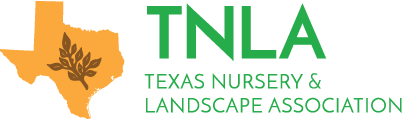 TNLA
TEXAS NURSERY &
LANDSCAPE ASSOCIATION